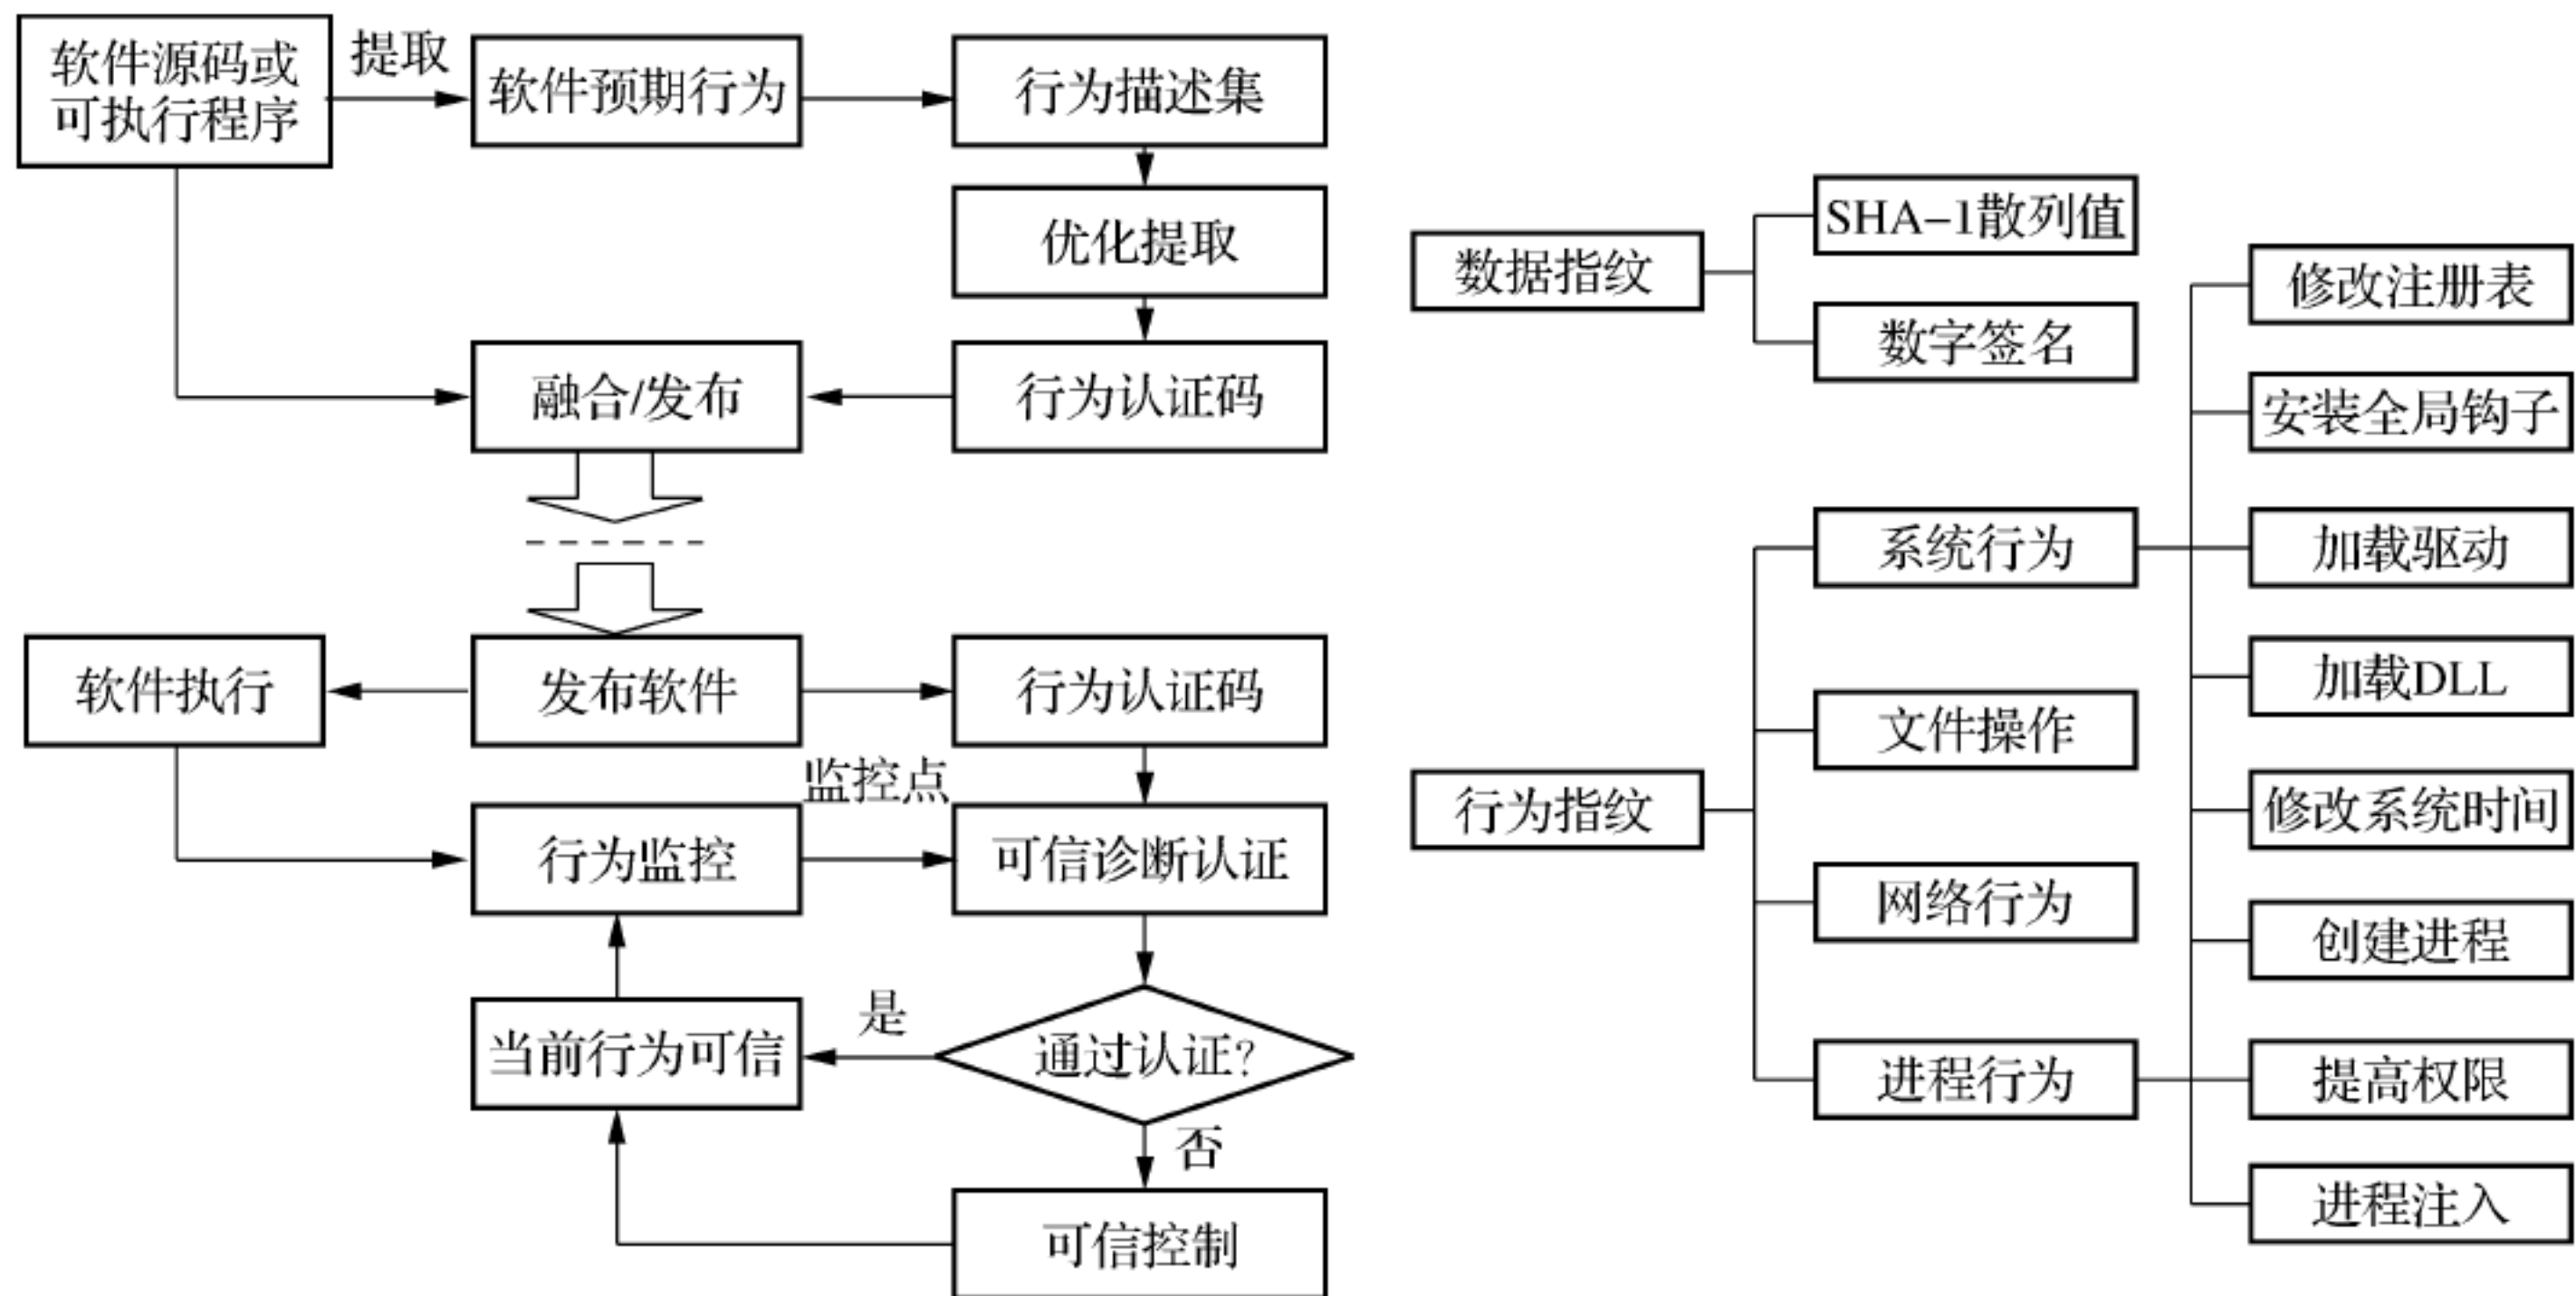 软件源码或
可执行程序
提取
软件预期行为
行为描述集
优化提取
融合/发布
行为认证码
软件执行
发布软件
行为认证码
监控点
行为监控
可信诊断认证
当前行为可信
是
通过认证?
否
可信控制
数据指纹
SHA-1散列值
数字签名
行为指纹
系统行为
文件操作
网络行为
进程行为
修改注册表
安装全局钩子
加载驱动
加载DLL
修改系统时间
创建进程
提高权限
进程注入